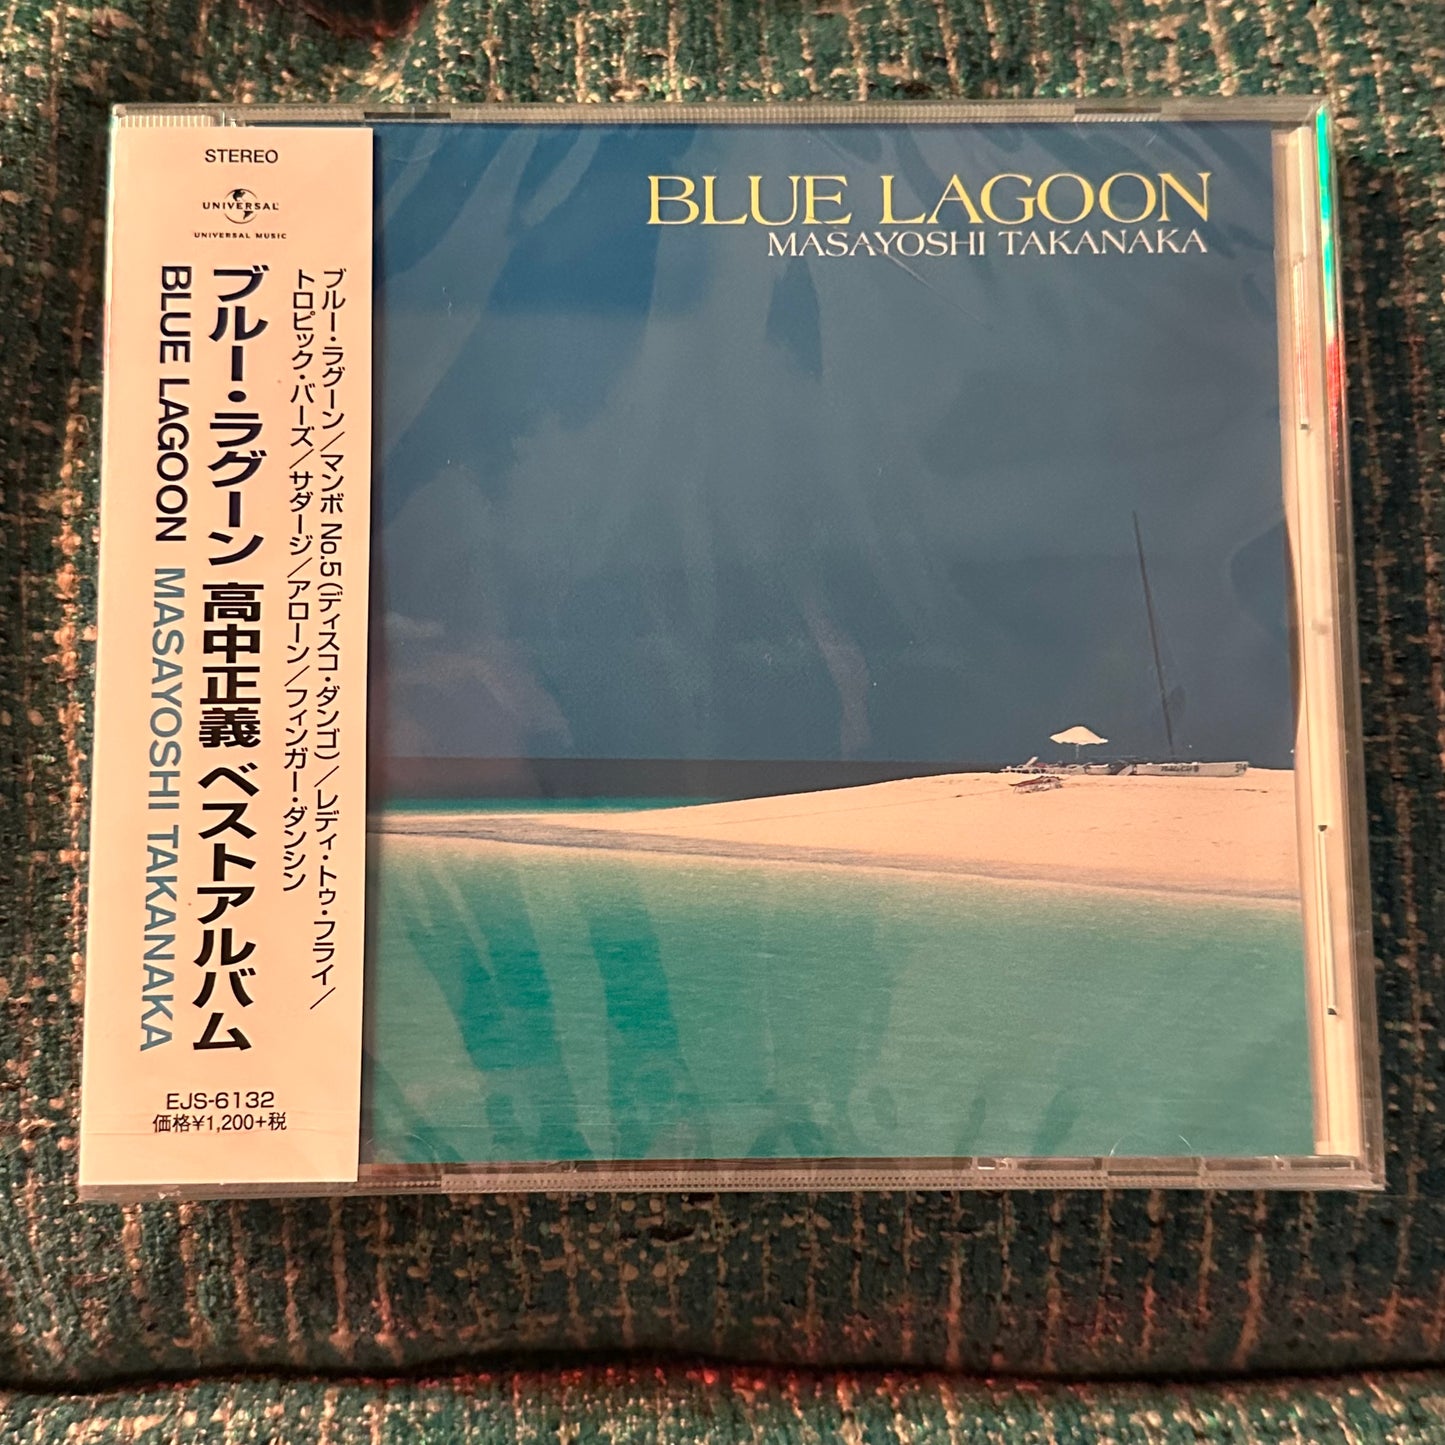 STEREO
UNIVERSAL
UNIVERSAL MUSIC
ブルー・ラグーン／マンボ No.5（ディスコ・ダンゴ）／レディ・トゥ・フライ／
トロピック・バーズ／サダージ／アローン／フィンガー・ダンシン
ブルー・ラグーン 高中正義 ベストアルバム
BLUE LAGOON MASAYOSHI TAKANAKA
EJS-6132
価格¥1,200+税
BLUE LAGOON
MASAYOSHI TAKANAKA